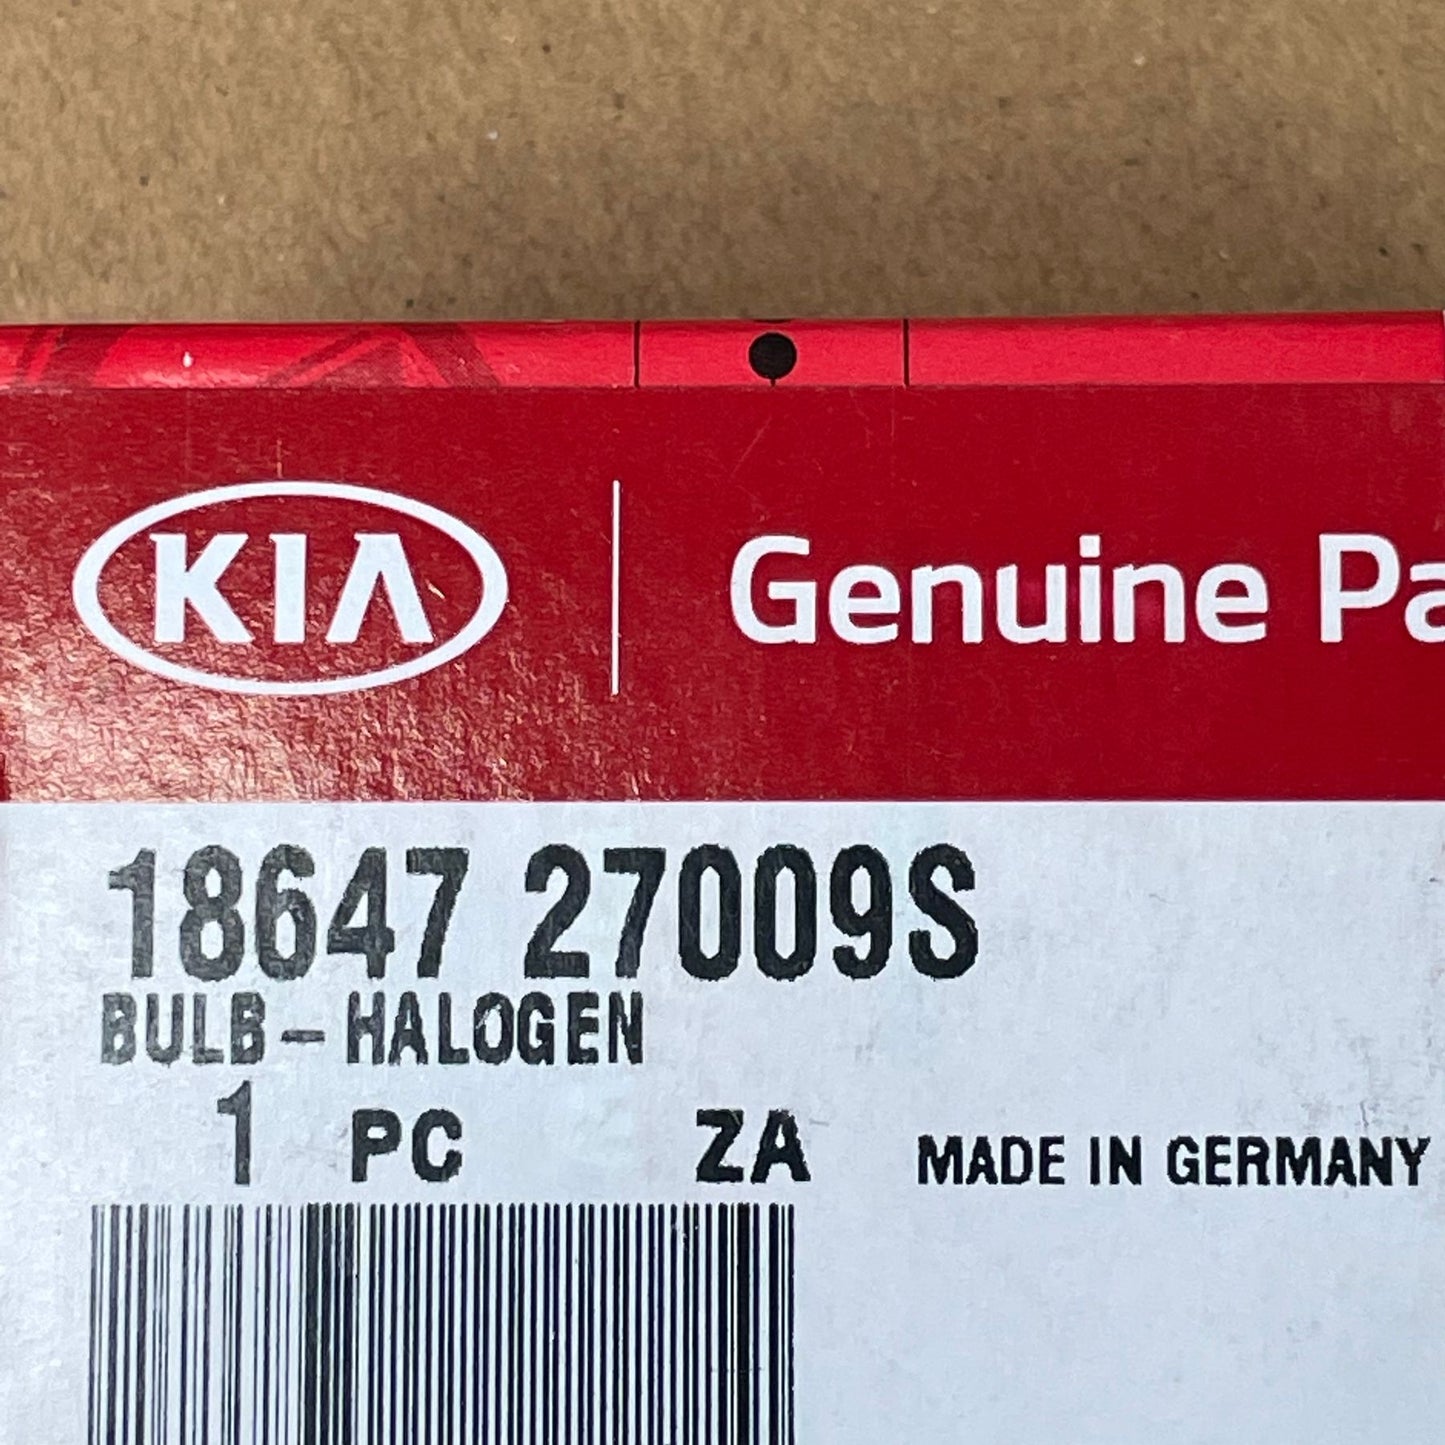 KIA Genuine Pa
18647 27009S
BULB-HALOGEN
1 PC ZA MADE IN GERMANY